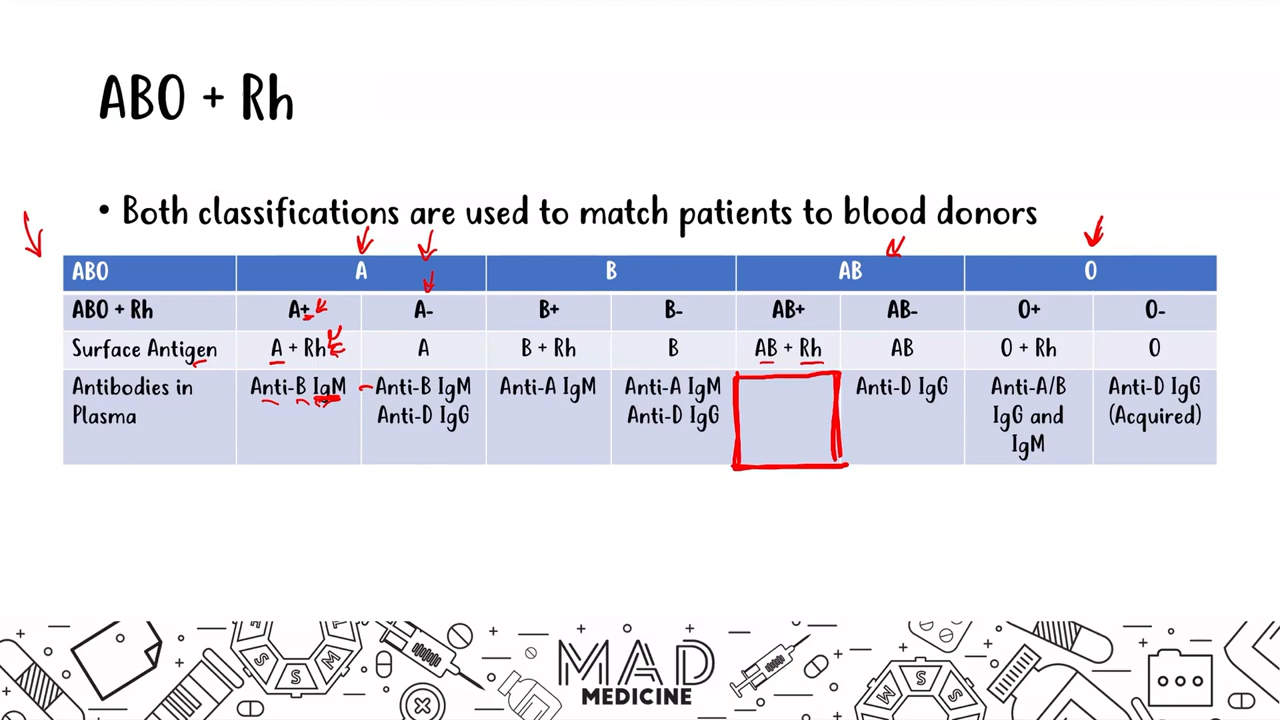 ABO + Rh
• Both classifications are used to match patients to blood donors
ABO A B AB O
ABO + Rh A+ A- B+ B- AB+ AB- O+ O-
Surface Antigen A + Rh A B + Rh B AB + Rh AB O + Rh O
Antibodies in Anti-B IgM Anti-B IgM Anti-A IgM Anti-A IgM Anti-D IgG Anti-A/B Anti-D IgG
Plasma Anti-D IgG Anti-D IgG IgG and (Acquired)
IgM
MAD
MEDICINE